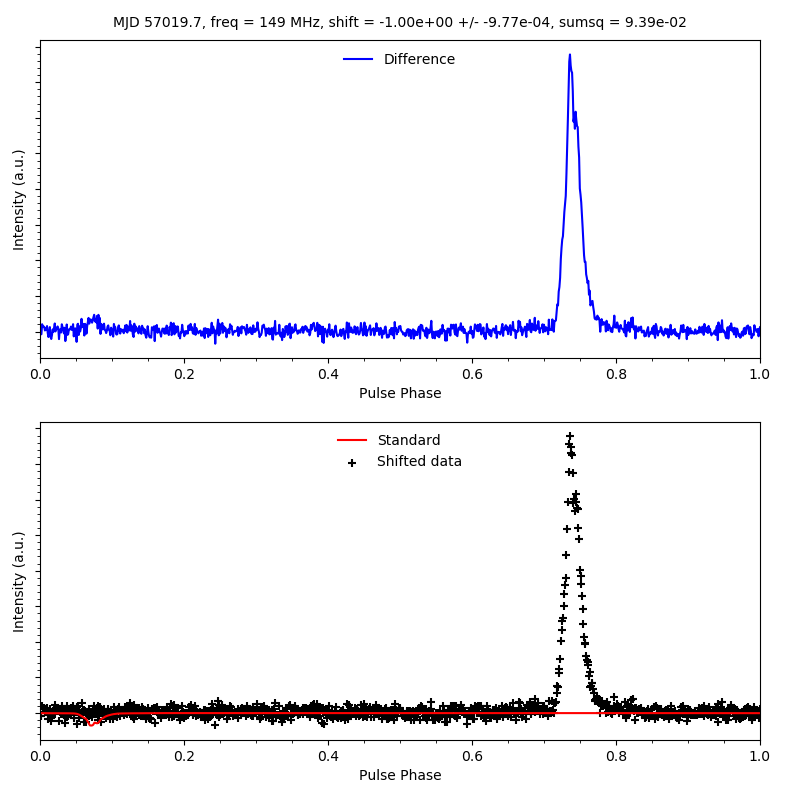 MJD 57019.7, freq = 149 MHz, shift = -1.00e+00 +/- -9.77e-04, sumsq = 9.39e-02
Difference
Intensity (a.u.)
0.0 0.2 0.4 0.6 0.8 1.0
Pulse Phase
Standard
Shifted data
Intensity (a.u.)
0.0 0.2 0.4 0.6 0.8 1.0
Pulse Phase